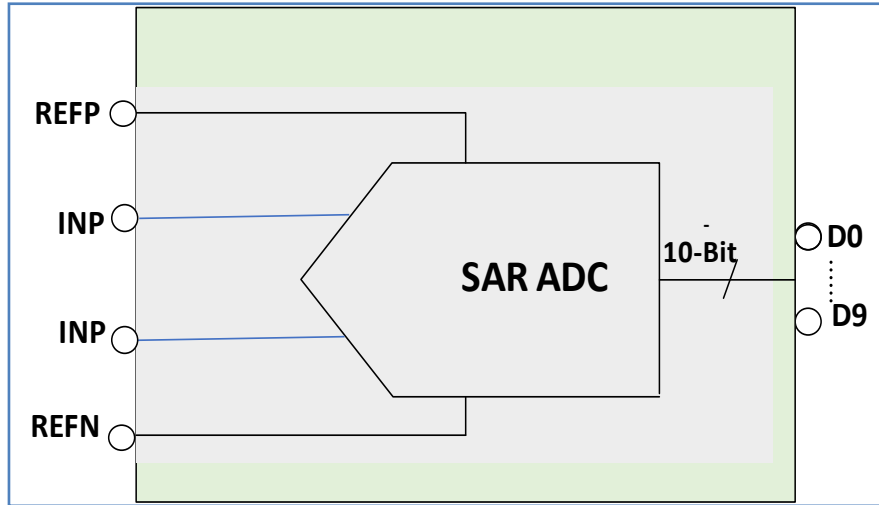 REFP
INP
INP
REFN
SAR ADC
-
10-Bit
D0
......
D9